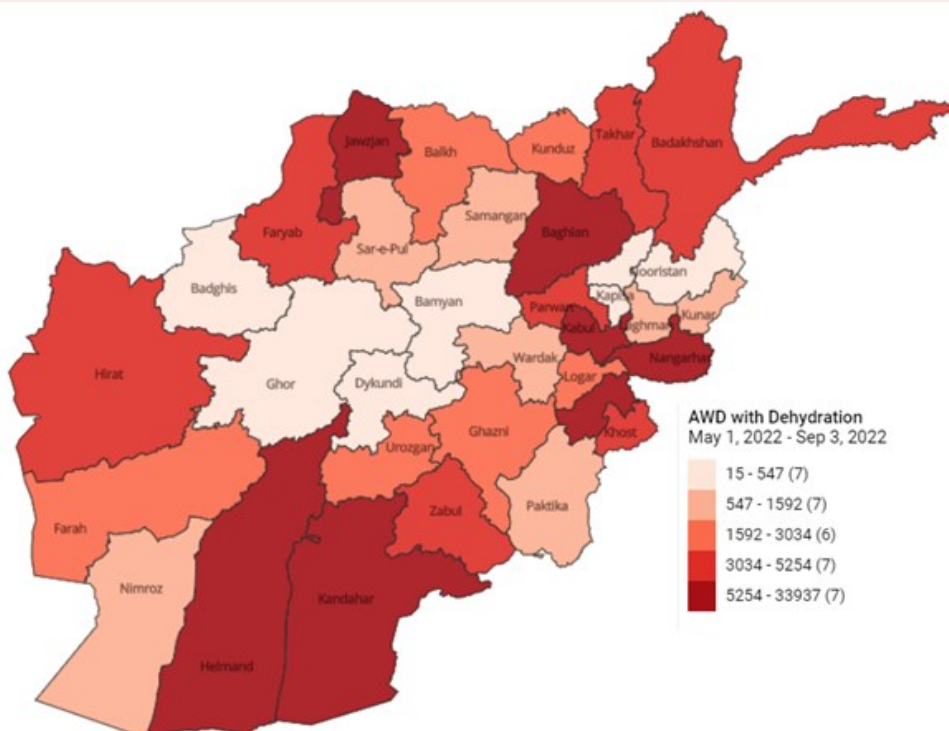 Jawzjan
Balkh
Kunduz
Takhar
Badakhshan
Samangan
Baghlan
Faryab
Sar-e-Pul
Nooristan
Badghis
Bamyan
Kapisa
Parwan
Kunar
Laghman
Kabul
Wardak
Nangarhar
Hirat
Logar
Ghor
Dykundi
Khost
Ghazni
Urozgan
Zabul
Paktika
Farah
Nimroz
Kandahar
Helmand
AWD with Dehydration
May 1, 2022 - Sep 3, 2022
15 - 547 (7)
547 - 1592 (7)
1592 - 3034 (6)
3034 - 5254 (7)
5254 - 33937 (7)